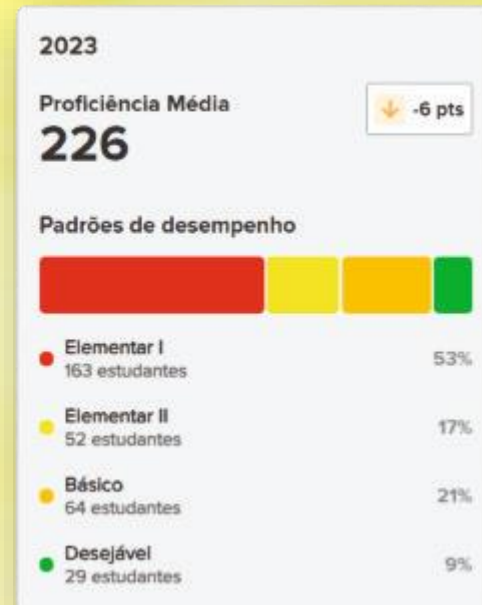 2023
Proficiência Média
226
-6 pts
Padrões de desempenho
Elementar I
163 estudantes
53%
Elementar II
52 estudantes
17%
Básico
64 estudantes
21%
Desejável
29 estudantes
9%